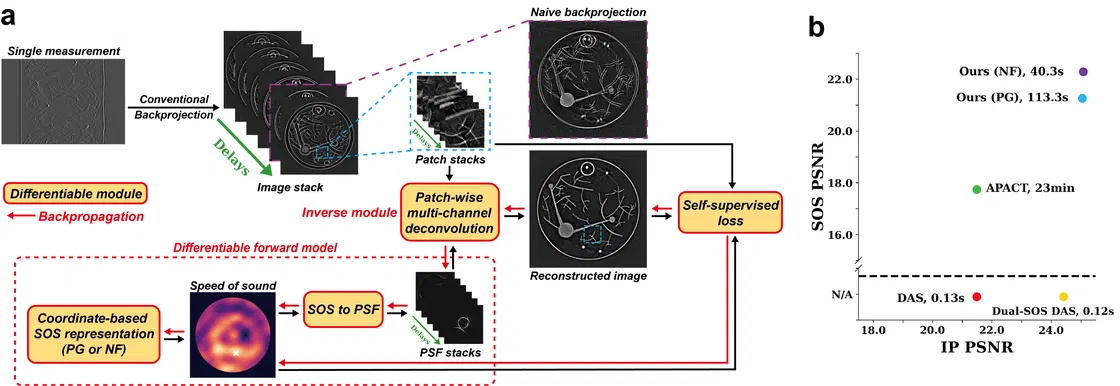 a
Single measurement
Conventional
Backprojection
Delays
Image stack
Naive backprojection
Delays
Patch stacks
Differentiable module
Backpropagation
Inverse module
Patch-wise
multi-channel
deconvolution
Reconstructed image
Self-supervised
loss
Differentiable forward model
Coordinate-based
SOS representation
(PG or NF)
Speed of sound
SOS to PSF
Delays
PSF stacks
b
SOS PSNR
22.0
20.0
18.0
16.0
N/A
Ours (NF), 40.3s
Ours (PG), 113.3s
APACT, 23min
DAS, 0.13s
Dual-SOS DAS, 0.12s
18.0 20.0 22.0 24.0
IP PSNR